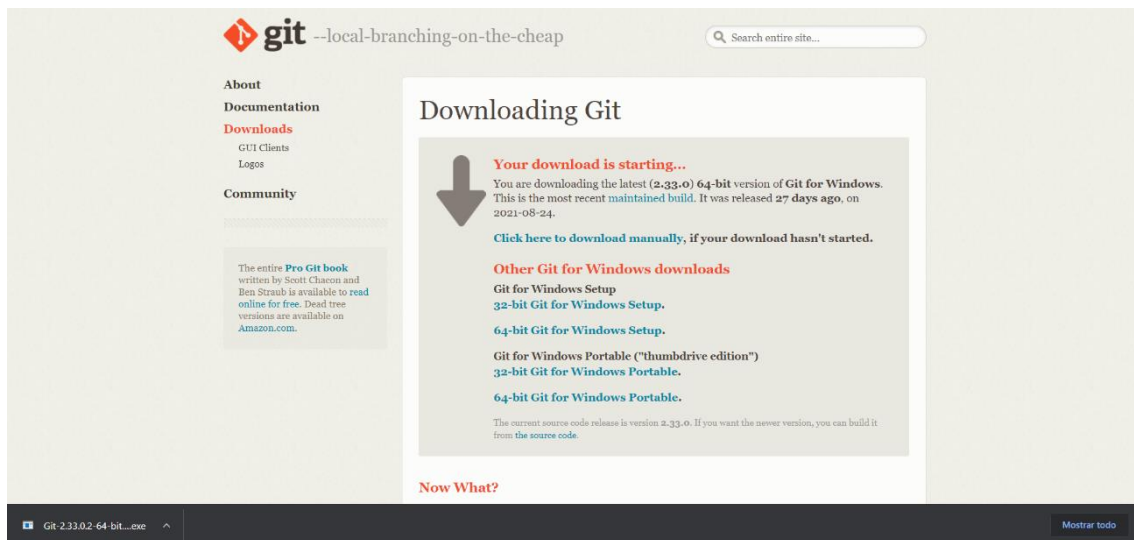 git --local-branching-on-the-cheap
Search entire site...
About
Documentation
Downloads
GUI Clients
Logos
Community
The entire Pro Git book
written by Scott Chacon and
Ben Straub is available to read
online for free. Dead tree
versions are available on
Amazon.com.
Downloading Git
Your download is starting...
You are downloading the latest (2.33.0) 64-bit version of Git for Windows.
This is the most recent maintained build. It was released 27 days ago, on
2021-08-24.
Click here to download manually, if your download hasn't started.
Other Git for Windows downloads
Git for Windows Setup
32-bit Git for Windows Setup.
64-bit Git for Windows Setup.
Git for Windows Portable ("thumbdrive edition")
32-bit Git for Windows Portable.
64-bit Git for Windows Portable.
The current source code release is version 2.33.0. If you want the newer version, you can build it
from the source code.
Now What?
Git-2.33.0.2-64-bit....exe
Mostrar todo